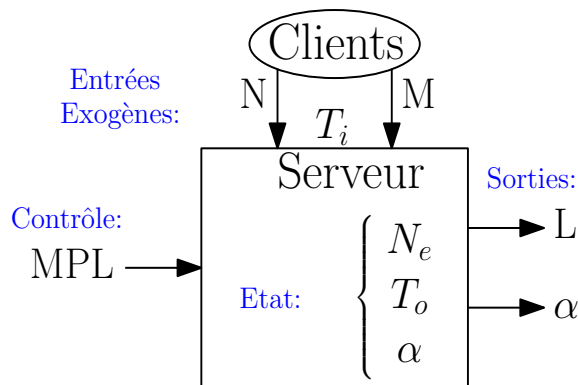 Clients
Entrées
Exogènes:
N
M
T_i
Serveur
Sorties:
Contrôle:
MPL
Etat:
N_e
T_o
α
L
α